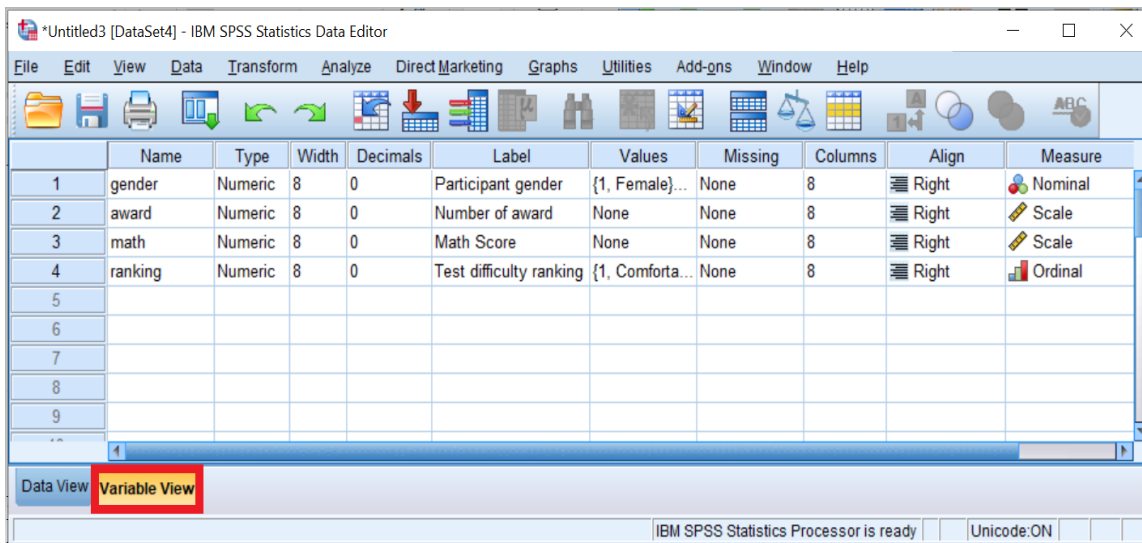 *Untitled3 [DataSet4] - IBM SPSS Statistics Data Editor
File Edit View Data Transform Analyze Direct Marketing Graphs Utilities Add-ons Window Help
Name Type Width Decimals Label Values Missing Columns Align Measure
1 gender Numeric 8 0 Participant gender {1, Female}... None 8 Right Nominal
2 award Numeric 8 0 Number of award None None 8 Right Scale
3 math Numeric 8 0 Math Score None None 8 Right Scale
4 ranking Numeric 8 0 Test difficulty ranking {1, Comforta... None 8 Right Ordinal
5
6
7
8
9
Data View Variable View
IBM SPSS Statistics Processor is ready Unicode:ON